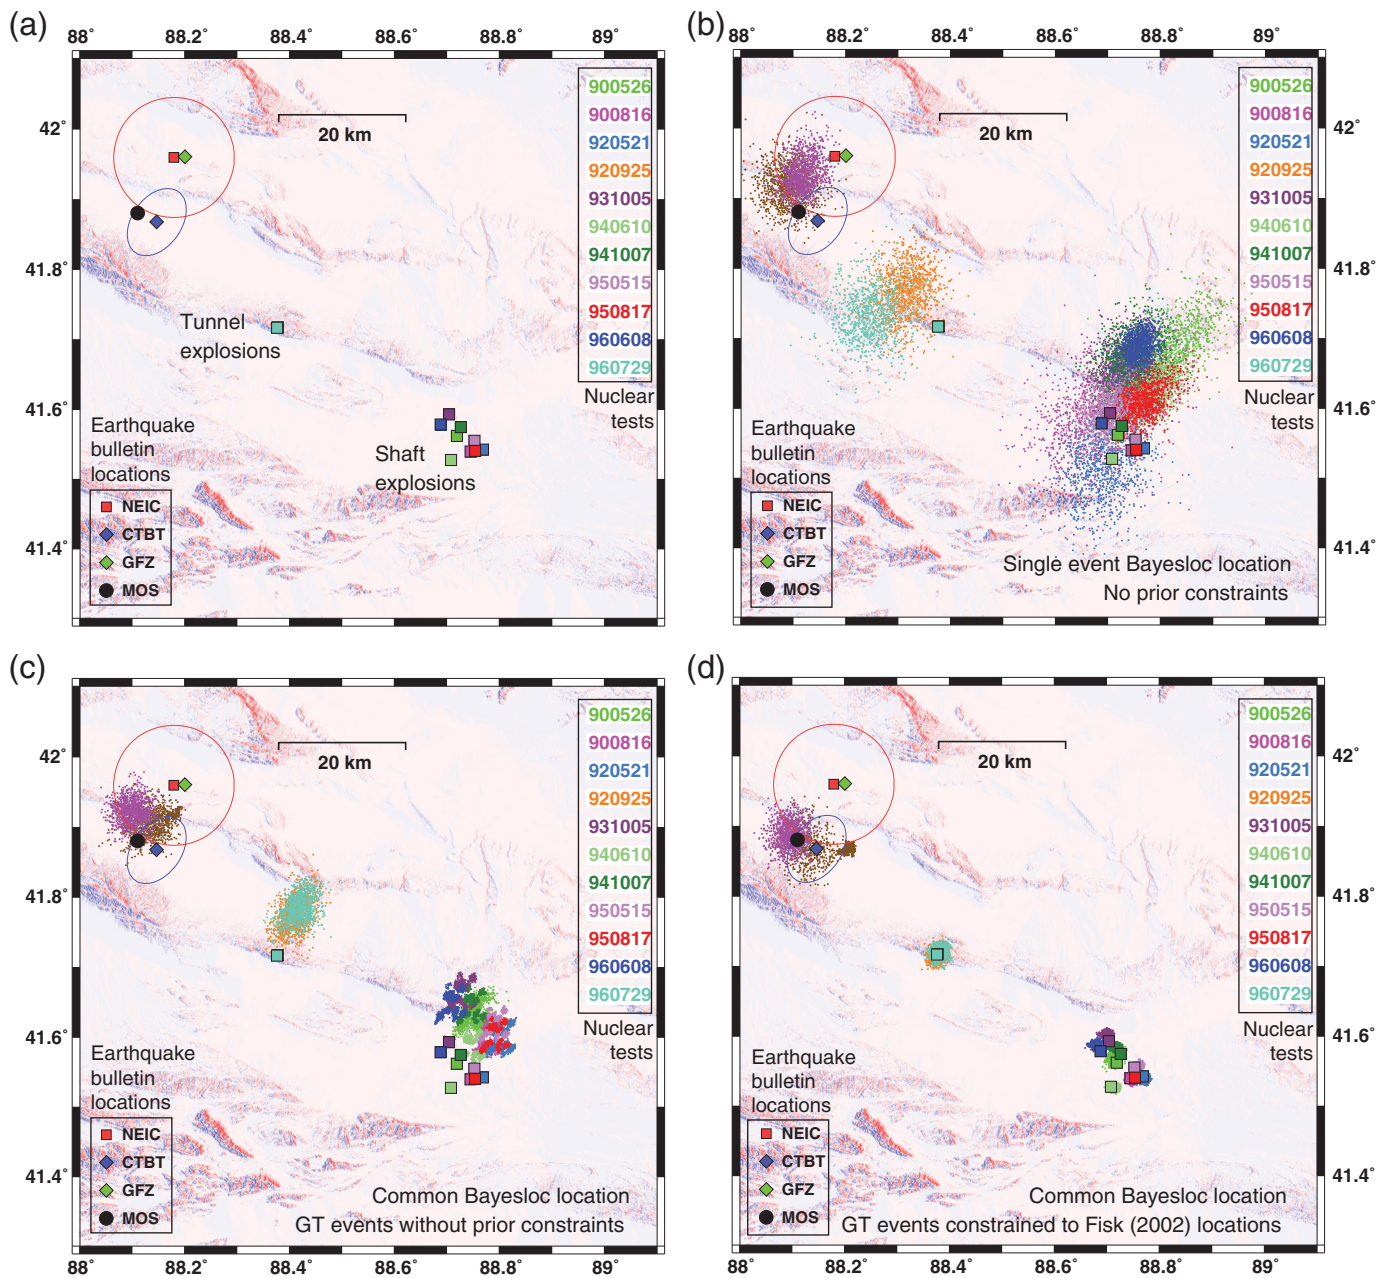 (a)
88˚ 88.2˚ 88.4˚ 88.6˚ 88.8˚ 89˚
42˚
41.8˚
41.6˚
41.4˚
20 km
900526
900816
920521
920925
931005
940610
941007
950515
950817
960608
960729
Nuclear
tests
Tunnel
explosions
Shaft
explosions
Earthquake
bulletin
locations
NEIC
CTBT
GFZ
MOS
(b)
88˚ 88.2˚ 88.4˚ 88.6˚ 88.8˚ 89˚
42˚
41.8˚
41.6˚
41.4˚
20 km
900526
900816
920521
920925
931005
940610
941007
950515
950817
960608
960729
Nuclear
tests
Earthquake
bulletin
locations
NEIC
CTBT
GFZ
MOS
Single event Bayesloc location
No prior constraints
(c)
42˚
41.8˚
41.6˚
41.4˚
20 km
900526
900816
920521
920925
931005
940610
941007
950515
950817
960608
960729
Nuclear
tests
Earthquake
bulletin
locations
NEIC
CTBT
GFZ
MOS
Common Bayesloc location
GT events without prior constraints
88˚ 88.2˚ 88.4˚ 88.6˚ 88.8˚ 89˚
(d)
42˚
41.8˚
41.6˚
41.4˚
20 km
900526
900816
920521
920925
931005
940610
941007
950515
950817
960608
960729
Nuclear
tests
Earthquake
bulletin
locations
NEIC
CTBT
GFZ
MOS
Common Bayesloc location
GT events constrained to Fisk (2002) locations
88˚ 88.2˚ 88.4˚ 88.6˚ 88.8˚ 89˚